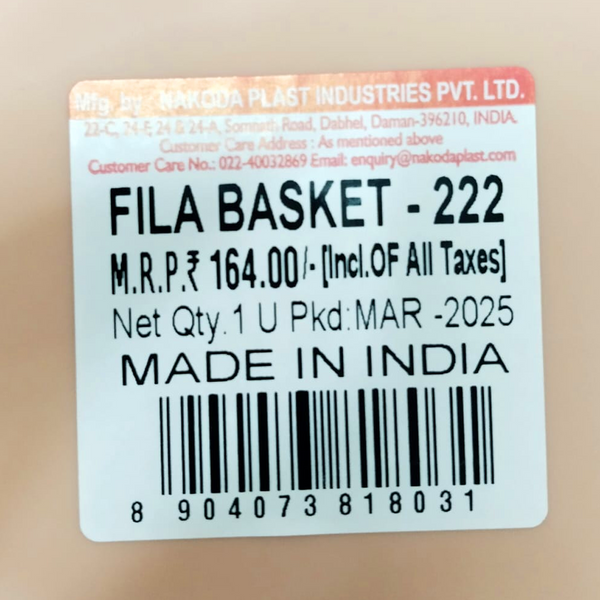 Mfg. by NAKODA PLAST INDUSTRIES PVT. LTD.
22-C, 24-E 24 & 24-A, Somnath Road, Dabhel, Daman-396210, INDIA.
Customer Care Address : As mentioned above
Customer Care No.: 022-40032869 Email: enquiry@nakodaplast.com
FILA BASKET - 222
M.R.P.₹ 164.00/- [Incl.OF All Taxes]
Net Qty.1 U Pkd:MAR -2025
MADE IN INDIA
8 904073 818031